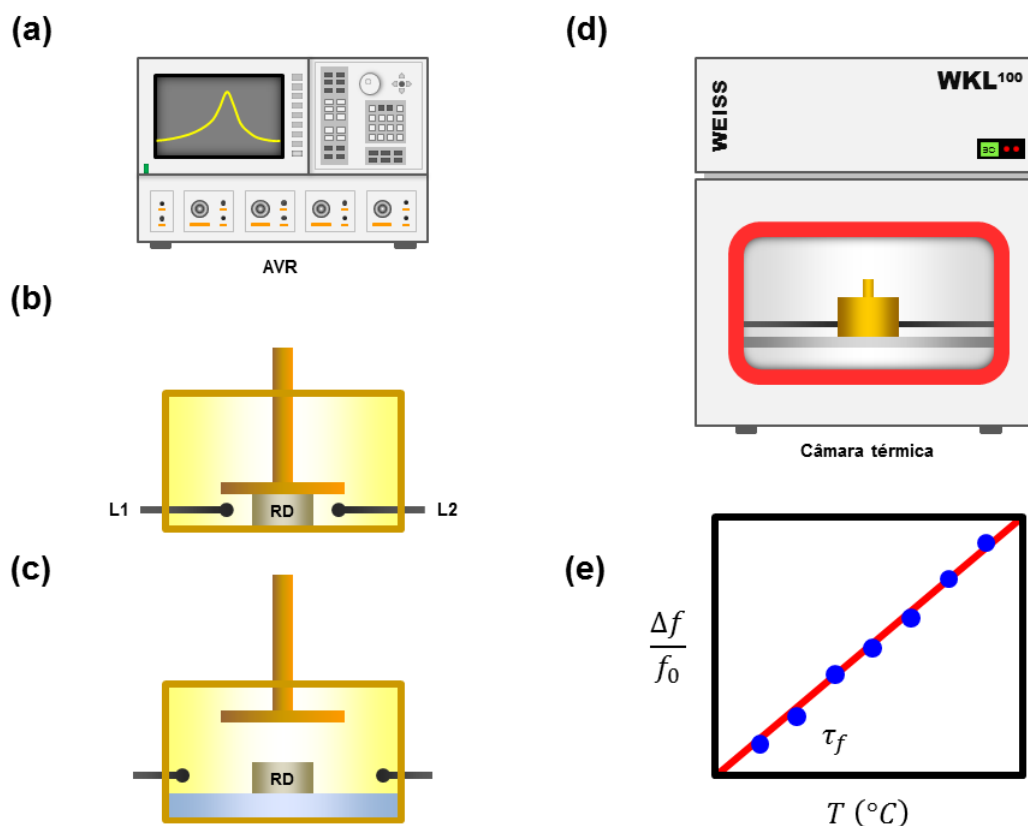 (a)
AVR
(b)
L1
RD
L2
(c)
RD
(d)
WEISS
WKL100
Câmara térmica
(e)
Δf
f0
τf
T (°C)